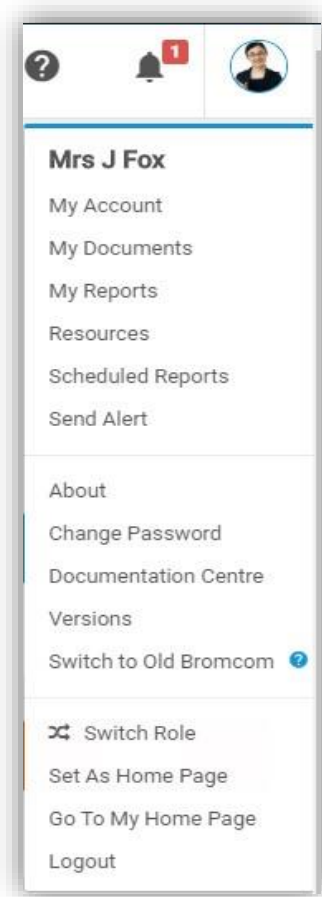 1
Mrs J Fox
My Account
My Documents
My Reports
Resources
Scheduled Reports
Send Alert
About
Change Password
Documentation Centre
Versions
Switch to Old Bromcom ?
Switch Role
Set As Home Page
Go To My Home Page
Logout